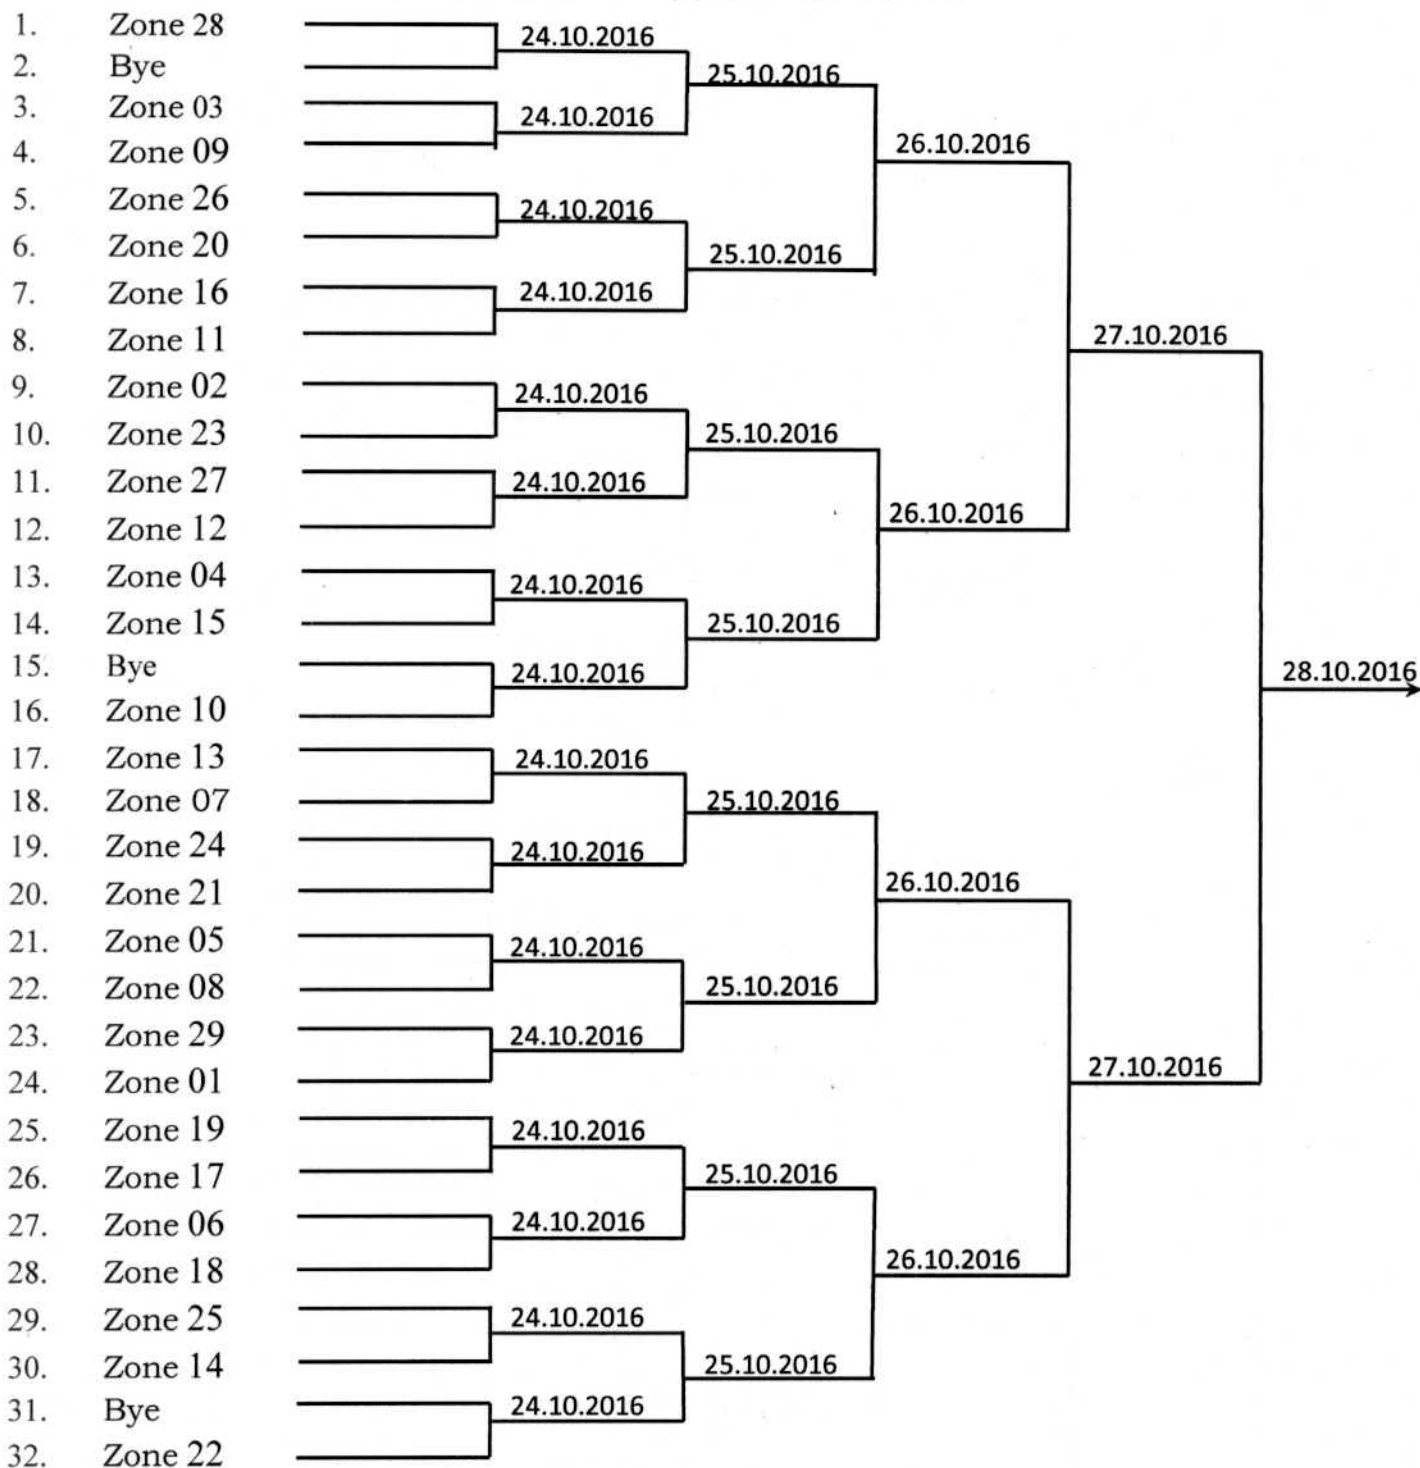 1. Zone 28
24.10.2016
2. Bye
25.10.2016
3. Zone 03
24.10.2016
4. Zone 09
26.10.2016
5. Zone 26
24.10.2016
6. Zone 20
25.10.2016
7. Zone 16
24.10.2016
8. Zone 11
27.10.2016
9. Zone 02
24.10.2016
10. Zone 23
25.10.2016
11. Zone 27
24.10.2016
12. Zone 12
26.10.2016
13. Zone 04
24.10.2016
14. Zone 15
25.10.2016
15. Bye
24.10.2016
28.10.2016
16. Zone 10
17. Zone 13
24.10.2016
18. Zone 07
25.10.2016
19. Zone 24
24.10.2016
20. Zone 21
26.10.2016
21. Zone 05
24.10.2016
22. Zone 08
25.10.2016
23. Zone 29
24.10.2016
24. Zone 01
27.10.2016
25. Zone 19
24.10.2016
26. Zone 17
25.10.2016
27. Zone 06
24.10.2016
28. Zone 18
26.10.2016
29. Zone 25
24.10.2016
30. Zone 14
25.10.2016
31. Bye
24.10.2016
32. Zone 22